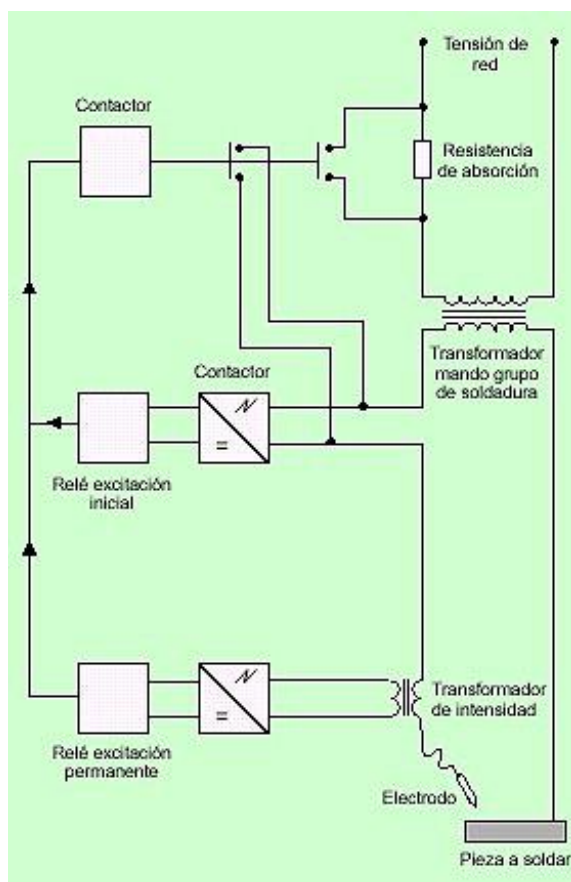 Tensión de
red
Contactor
Resistencia
de absorción
Transformador
mando grupo
de soldadura
Contactor
=
Relé excitación
inicial
=
Relé excitación
permanente
Transformador
de intensidad
Electrodo
Pieza a soldar